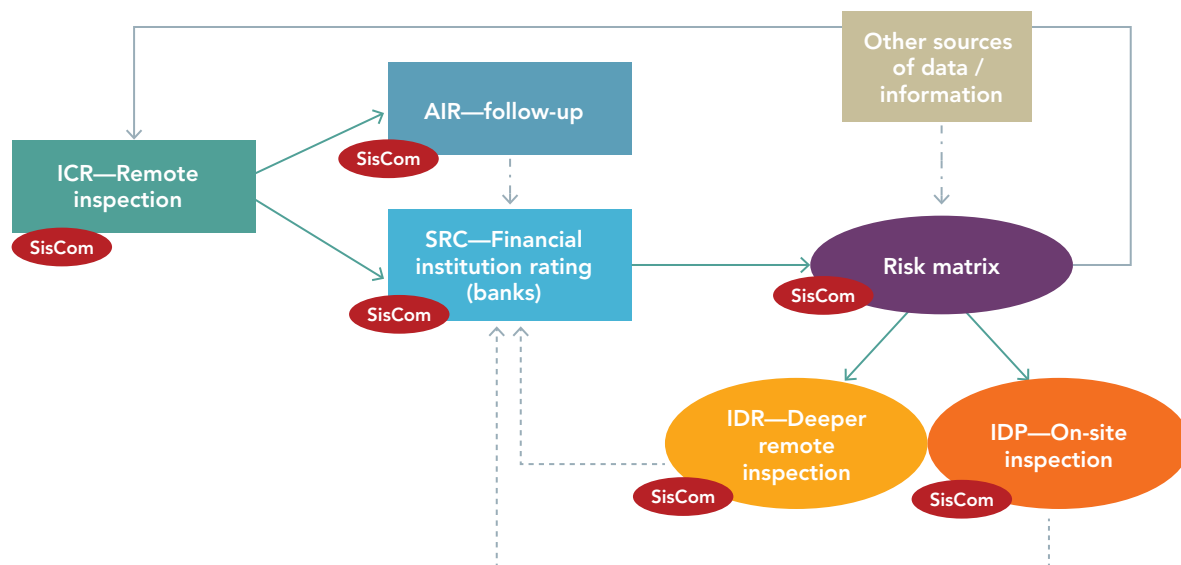 Other sources
of data /
information
AIR—follow-up
SisCom
ICR—Remote
inspection
SisCom
SRC—Financial
institution rating
(banks)
SisCom
Risk matrix
SisCom
IDR—Deeper
remote
inspection
SisCom
IDP—On-site
inspection
SisCom